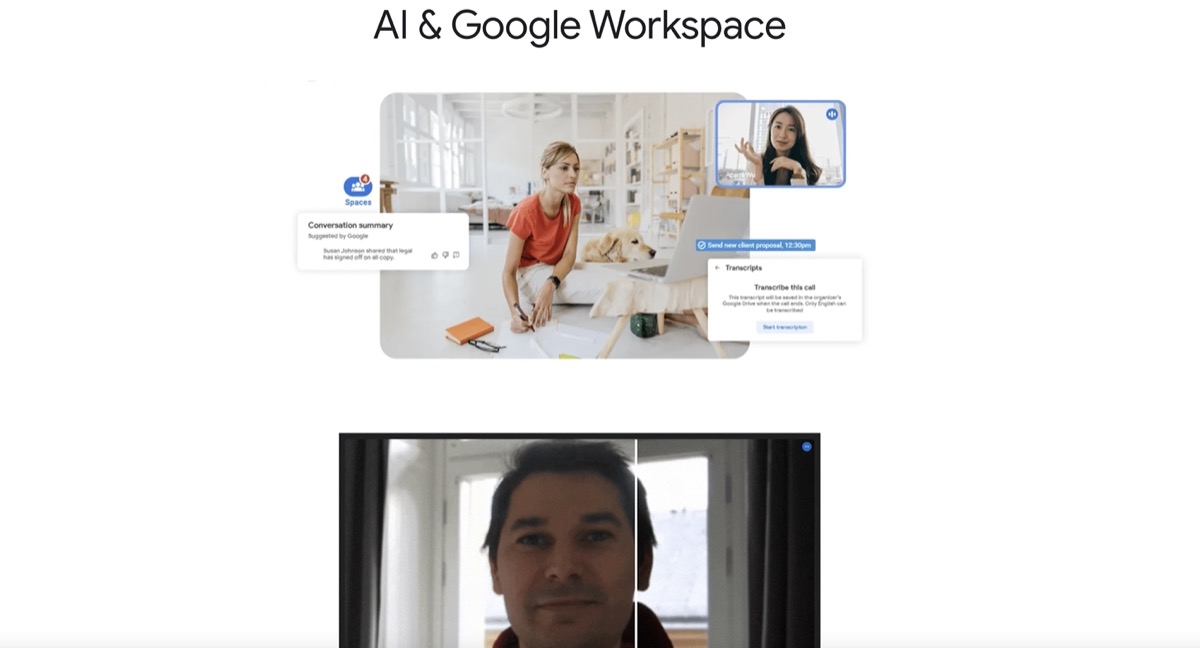 AI & Google Workspace
4
Spaces
Conversation summary
Suggested by Google
Susan Johnson shared that legal
has signed off on all copy.
Send new client proposal, 12:30pm
Transcripts
Transcribe this call
This transcript will be saved in the organizer's
Google Drive when the call ends. Only English can
be transcribed
Start transcription